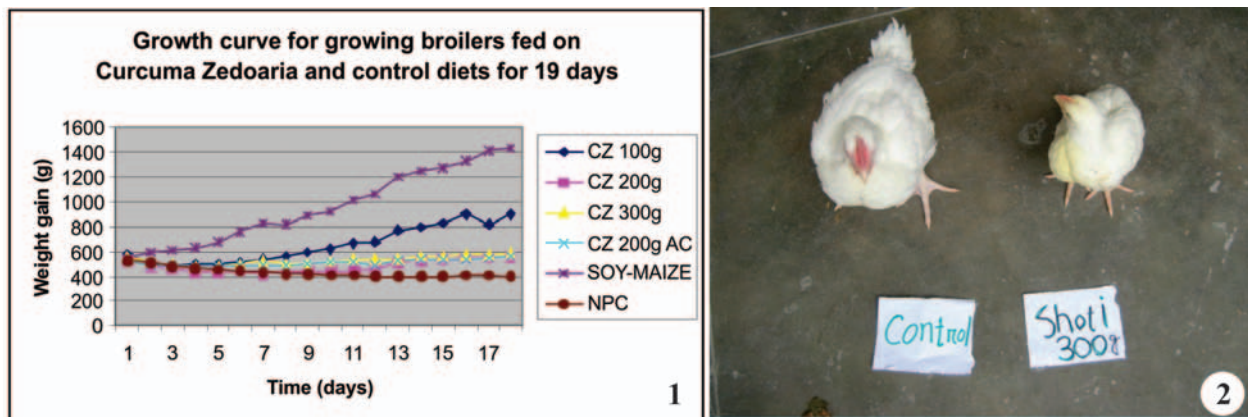 Growth curve for growing broilers fed on
Curcuma Zedoaria and control diets for 19 days
Weight gain (g)
1600
1400
1200
1000
800
600
400
200
0
1 3 5 7 9 11 13 15 17
Time (days)
CZ 100g
CZ 200g
CZ 300g
CZ 200g AC
SOY-MAIZE
NPC
1
Control
Shoti
300g
2